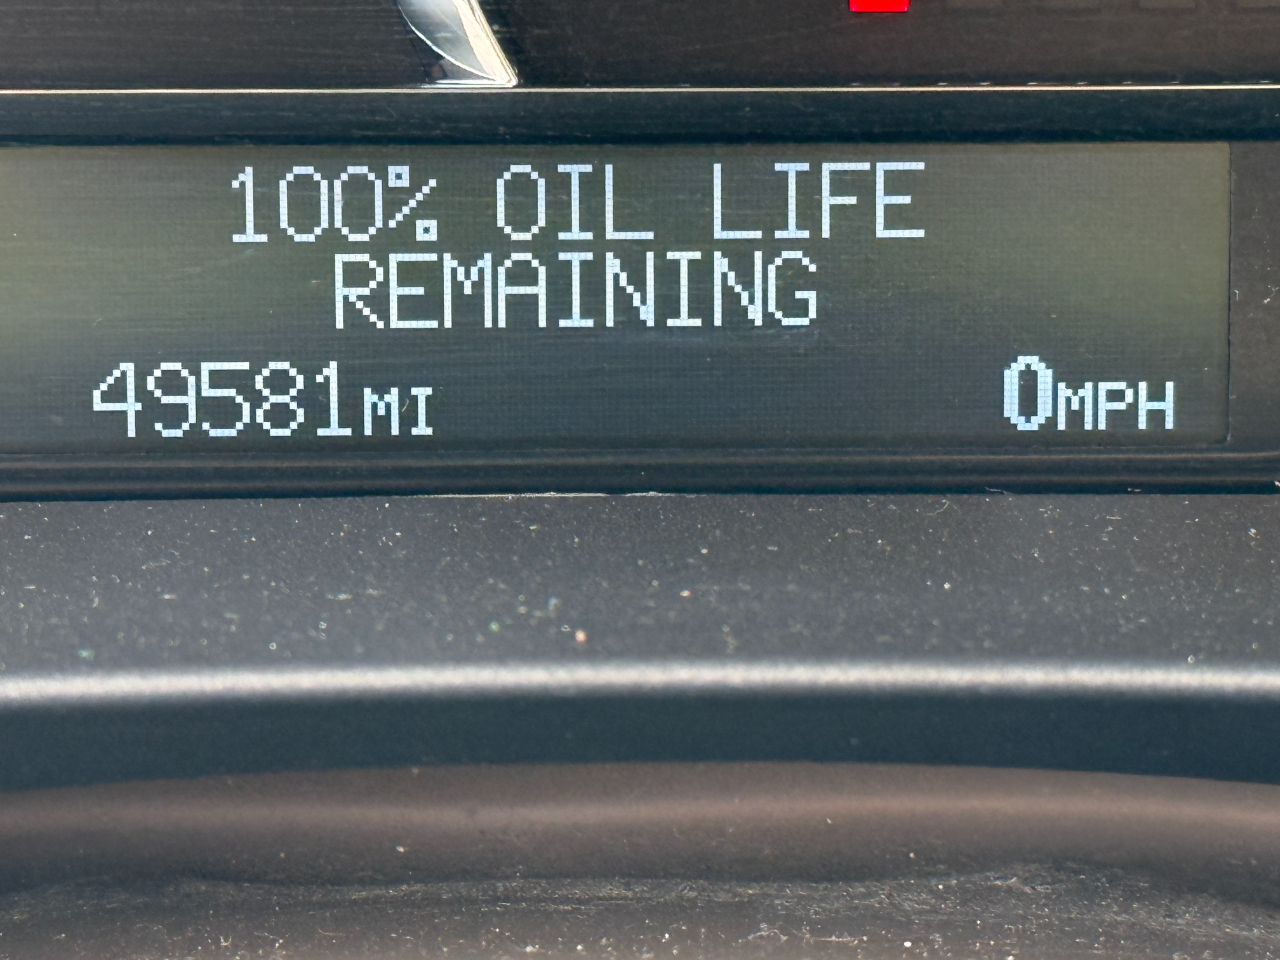 100% OIL LIFE
REMAINING
49581MI 0MPH